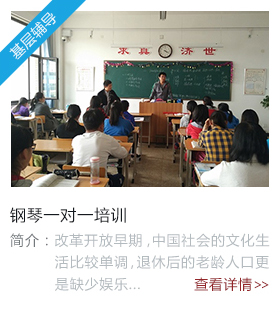 基层辅导
求真 济世
钢琴一对一培训
简介：改革开放早期,中国社会的文化生
活比较单调,退休后的老龄人口更
是缺少娱乐... 查看详情>>